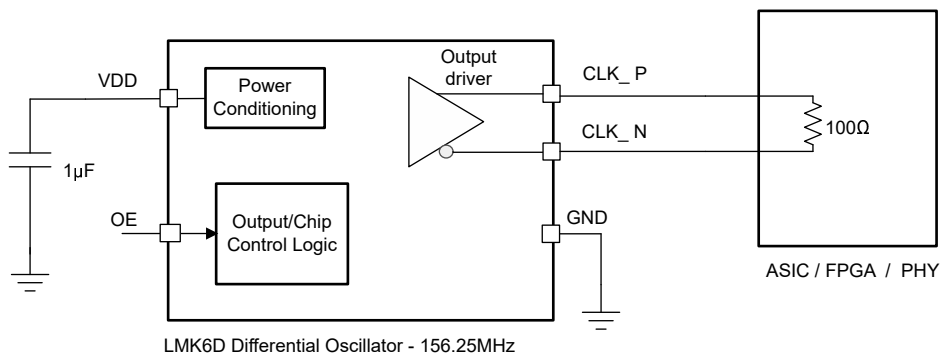 Output
driver
CLK_ P
VDD
Power
Conditioning
CLK_ N
100Ω
1µF
OE
Output/Chip
Control Logic
GND
ASIC / FPGA / PHY
LMK6D Differential Oscillator - 156.25MHz